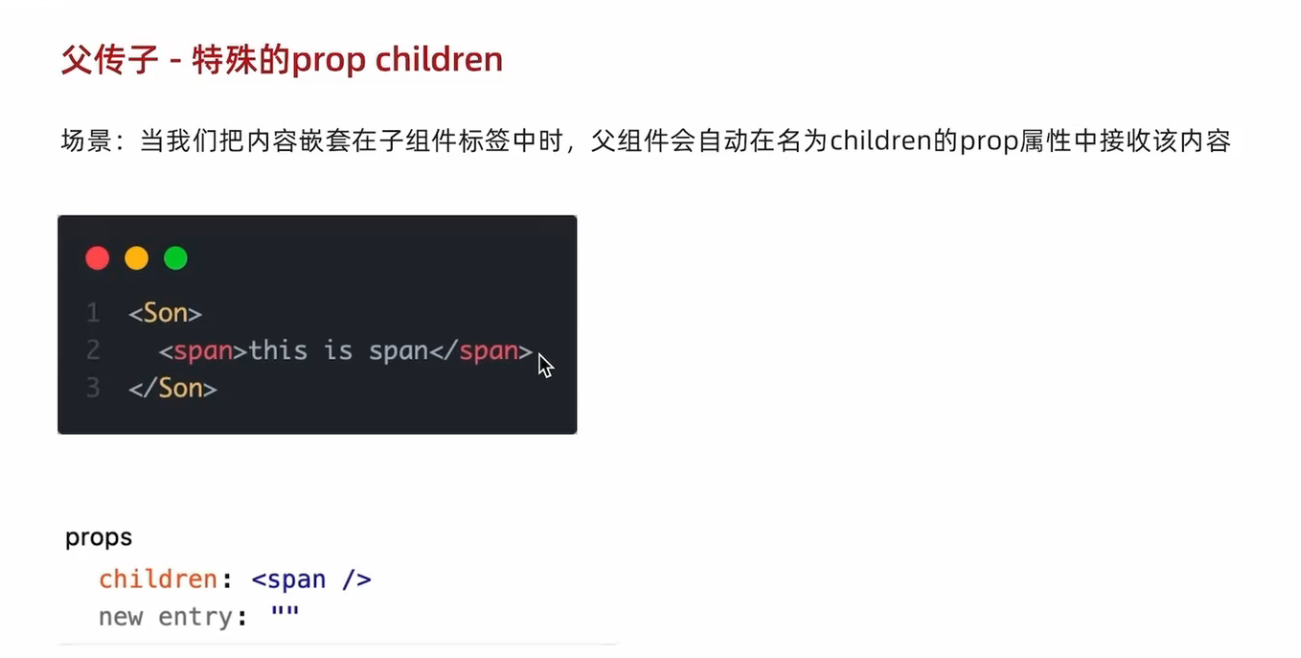 父传子 - 特殊的prop children
场景：当我们把内容嵌套在子组件标签中时，父组件会自动在名为children的prop属性中接收该内容
1 <Son>
2 <span>this is span</span>
3 </Son>
props
children: <span />
new entry: ""